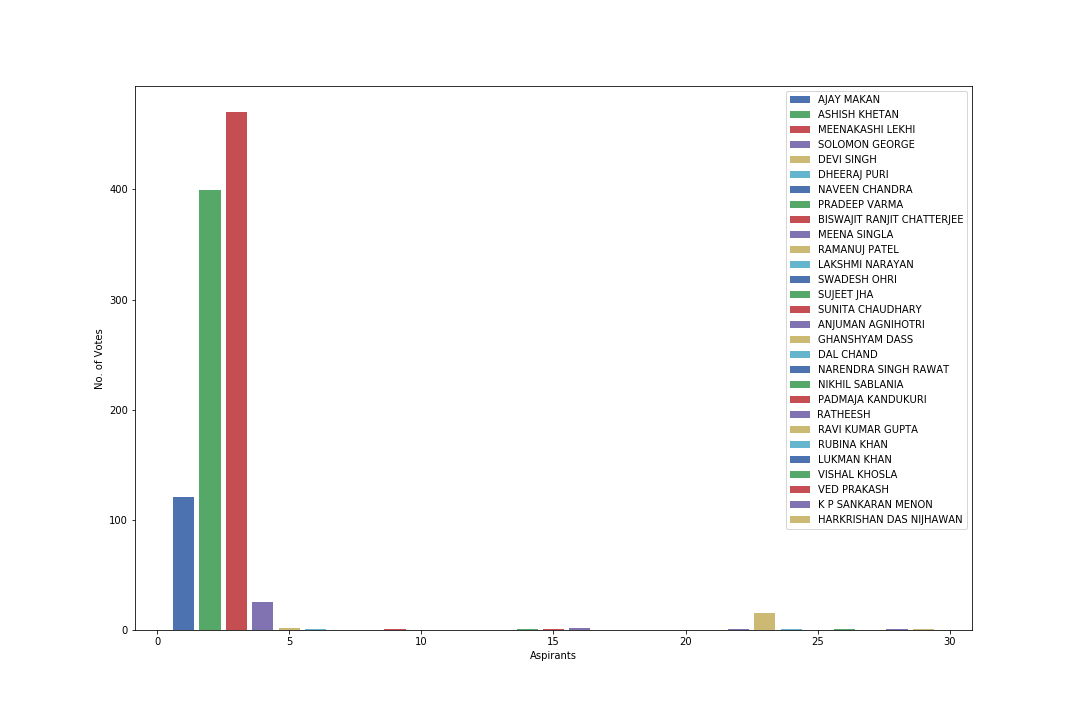 AJAY MAKAN
ASHISH KHETAN
MEENAKASHI LEKHI
SOLOMON GEORGE
DEVI SINGH
DHEERAJ PURI
NAVEEN CHANDRA
PRADEEP VARMA
BISWAJIT RANJIT CHATTERJEE
MEENA SINGLA
RAMANUJ PATEL
LAKSHMI NARAYAN
SWADESH OHRI
SUJEET JHA
SUNITA CHAUDHARY
ANJUMAN AGNIHOTRI
GHANSHYAM DASS
DAL CHAND
NARENDRA SINGH RAWAT
NIKHIL SABLANIA
PADMAJA KANDUKURI
RATHEESH
RAVI KUMAR GUPTA
RUBINA KHAN
LUKMAN KHAN
VISHAL KHOSLA
VED PRAKASH
K P SANKARAN MENON
HARKRISHAN DAS NIJHAWAN
400
300
200
100
0
No. of Votes
0 5 10 15 20 25 30
Aspirants